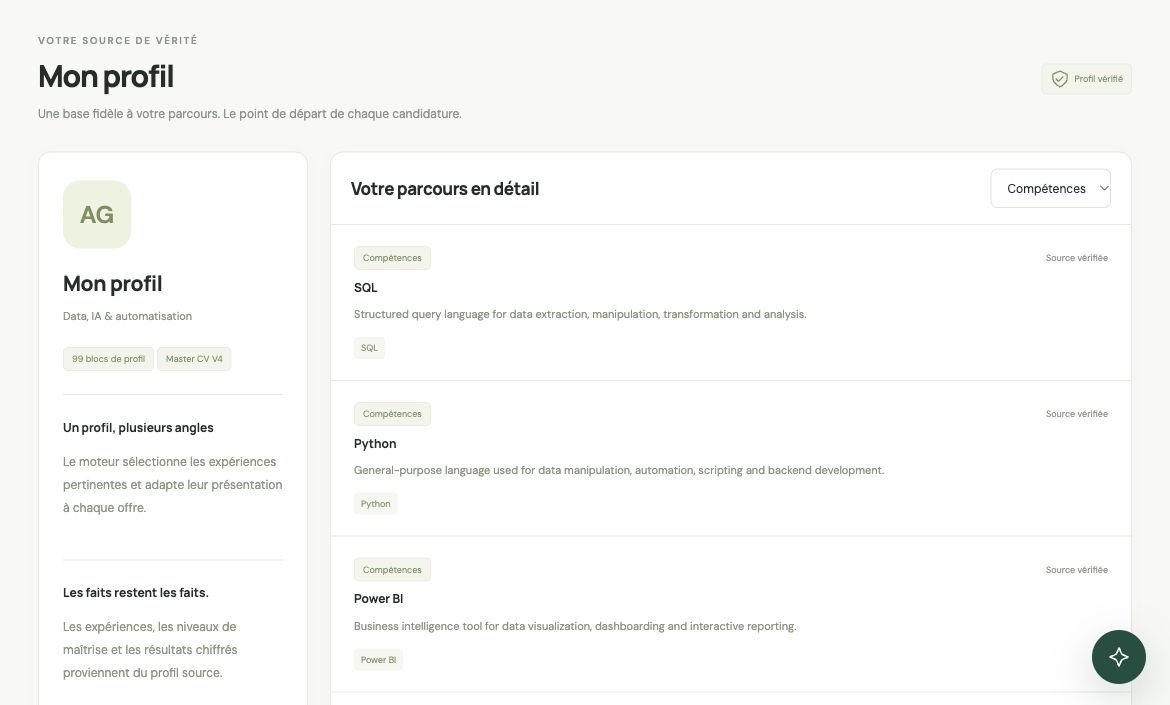 VOTRE SOURCE DE VÉRITÉ
Mon profil
Une base fidèle à votre parcours. Le point de départ de chaque candidature.
Profil vérifié
AG
Mon profil
Data, IA & automatisation
99 blocs de profil
Master CV V4
Un profil, plusieurs angles
Le moteur sélectionne les expériences
pertinentes et adapte leur présentation
à chaque offre.
Les faits restent les faits.
Les expériences, les niveaux de
maîtrise et les résultats chiffrés
proviennent du profil source.
Votre parcours en détail
Compétences
Compétences
Source vérifiée
SQL
Structured query language for data extraction, manipulation, transformation and analysis.
SQL
Compétences
Source vérifiée
Python
General-purpose language used for data manipulation, automation, scripting and backend development.
Python
Compétences
Source vérifiée
Power BI
Business intelligence tool for data visualization, dashboarding and interactive reporting.
Power BI